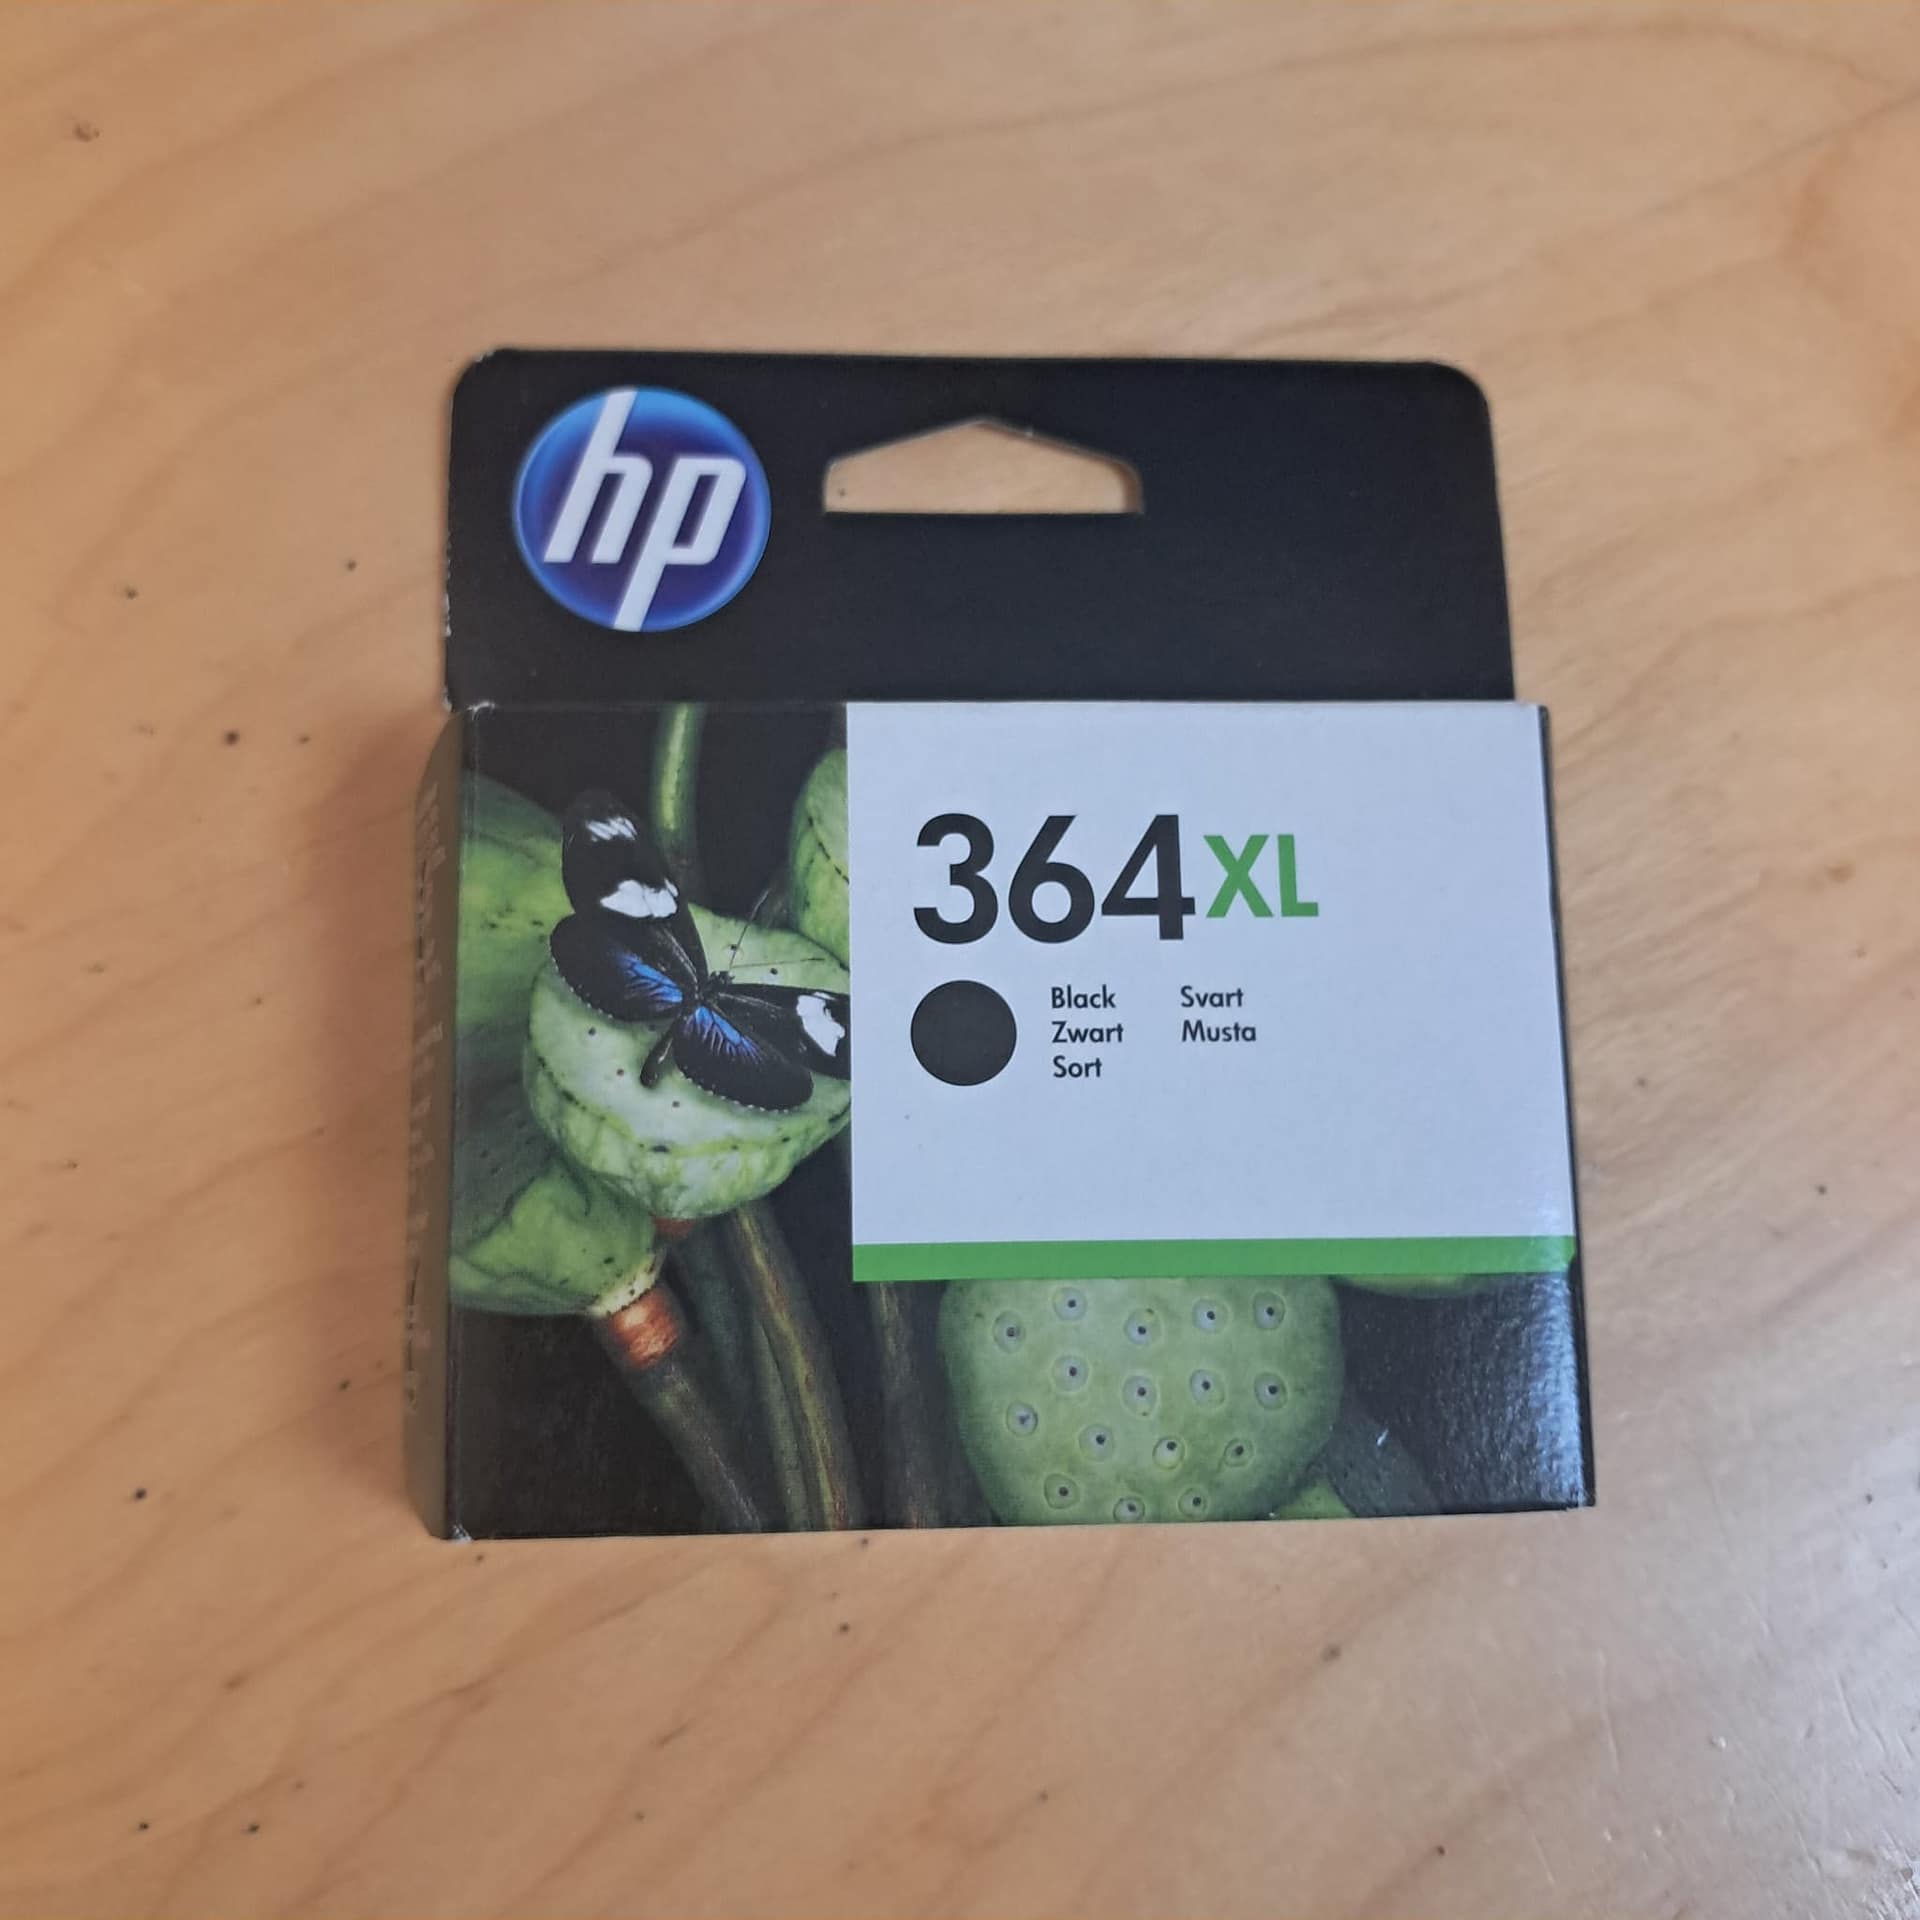 hp
364XL
Black Svart
Zwart Musta
Sort